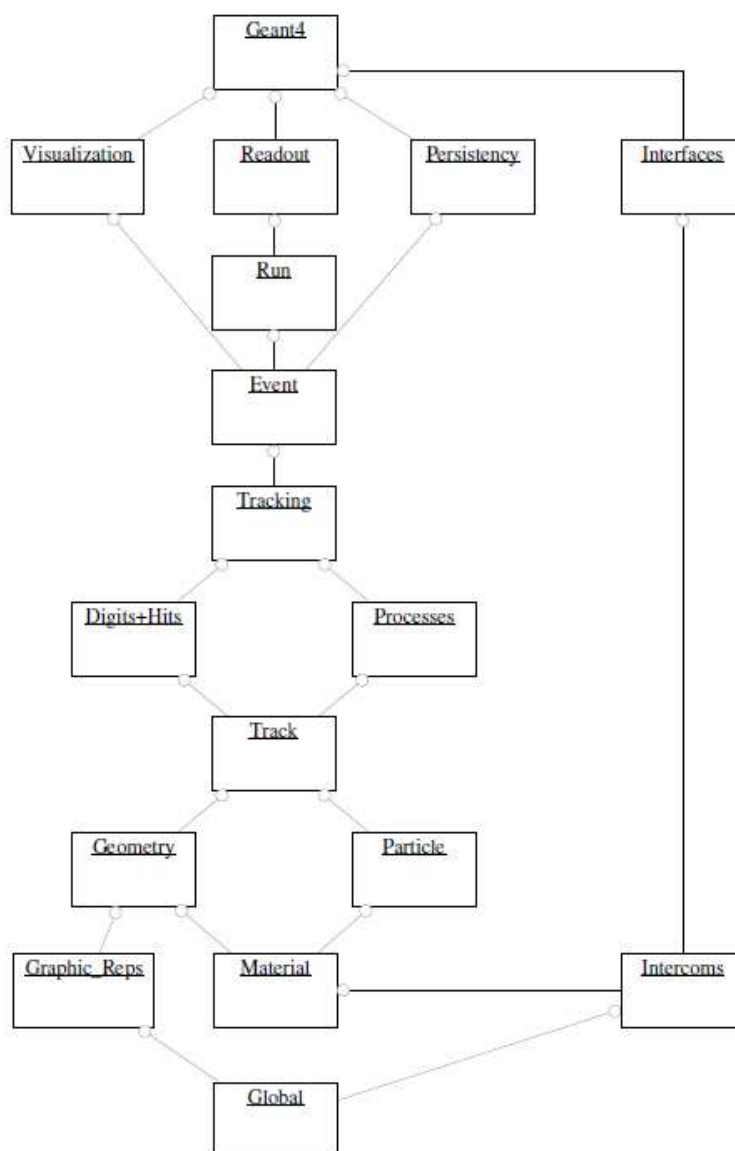 Geant4
Visualization
Readout
Persistency
Interfaces
Run
Event
Tracking
Digits+Hits
Processes
Track
Geometry
Particle
Graphic_Reps
Material
Intercoms
Global